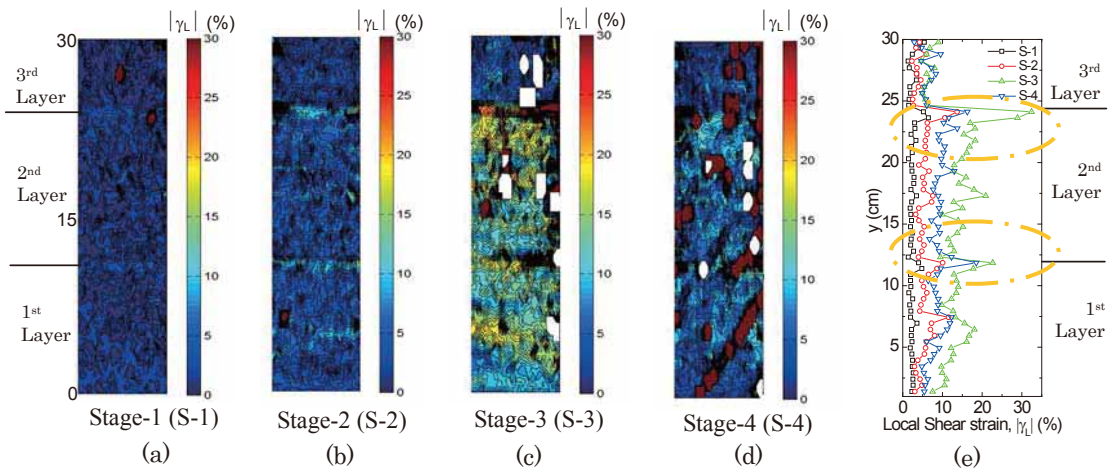 |γL| (%)
|γL| (%)
|γL| (%)
|γL| (%)
30
3rd
Layer
2nd
Layer
15
1st
Layer
0
30
25
20
15
10
5
0
30
25
20
15
10
5
0
30
25
20
15
10
5
0
30
25
20
15
10
5
0
Stage-1 (S-1)
Stage-2 (S-2)
Stage-3 (S-3)
Stage-4 (S-4)
(a)
(b)
(c)
(d)
y (cm)
30
25
20
15
10
5
S-1
S-2
S-3
S-4
3rd
Layer
2nd
Layer
1st
Layer
0 10 20 30
Local Shear strain, |γL| (%)
(e)